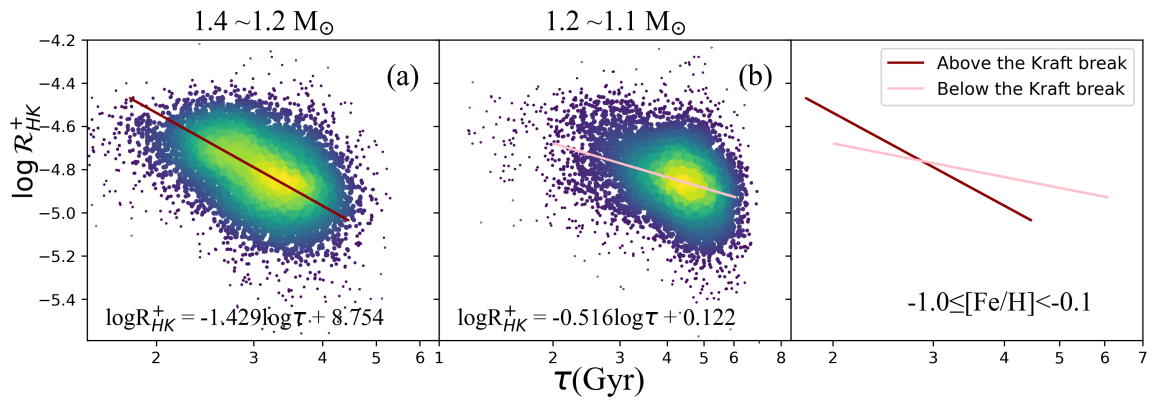 1.4 ~1.2 M⊙
1.2 ~1.1 M⊙
(a)
(b)
Above the Kraft break
Below the Kraft break
log R⁺HK
−4.2
−4.4
−4.6
−4.8
−5.0
−5.2
−5.4
logR⁺HK = -1.429logτ + 8.754
logR⁺HK = -0.516logτ + 0.122
-1.0≤[Fe/H]<-0.1
2 3 4 5 6
1 2 3 4 5 6 8
2 3 4 5 6 7
τ(Gyr)